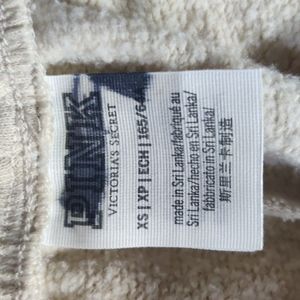 PINK
VICTORIA'S SECRET
XS | XP | ECH | 165/64
made in Sri Lanka/fabriqué au
Sri Lanka/hecho en Sri Lanka/
fabbricato in Sri Lanka/
斯里兰卡制造